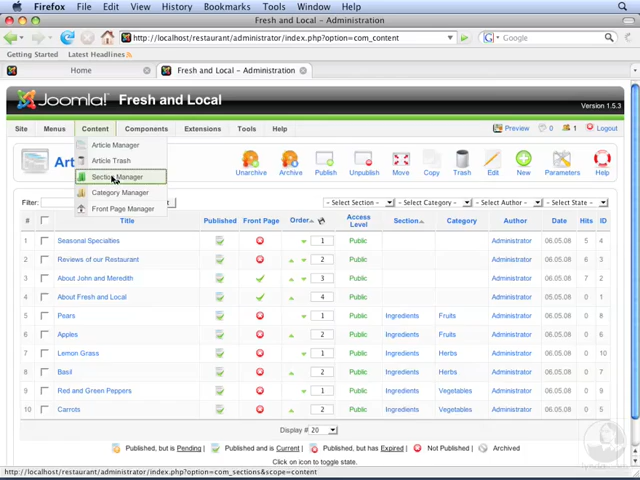 Firefox File Edit View History Bookmarks Tools Window Help
Fresh and Local - Administration
http://localhost/restaurant/administrator/index.php?option=com_content
Google
Getting Started Latest Headlines
Home Fresh and Local - Administration
Joomla! Fresh and Local Version 1.5.3
Site Menus Content Components Extensions Tools Help Preview 0 1 Logout
Article Manager
Article Trash
Section Manager
Category Manager
Front Page Manager
Art
Unarchive Archive Publish Unpublish Move Copy Trash Edit New Parameters Help
Filter: - Select Section - - Select Category - - Select Author - - Select State -
# Title Published Front Page Order Access Level Section Category Author Date Hits ID
1 Seasonal Specialties 1 Public Administrator 06.05.08 5 4
2 Reviews of our Restaurant 2 Public Administrator 06.05.08 6 3
3 About John and Meredith 3 Public Administrator 06.05.08 7 2
4 About Fresh and Local 4 Public Administrator 06.05.08 0 1
5 Pears 1 Public Ingredients Fruits Administrator 06.05.08 0 8
6 Apples 2 Public Ingredients Fruits Administrator 06.05.08 0 6
7 Lemon Grass 1 Public Ingredients Herbs Administrator 06.05.08 0 10
8 Basil 2 Public Ingredients Herbs Administrator 06.05.08 0 7
9 Red and Green Peppers 1 Public Ingredients Vegetables Administrator 06.05.08 0 9
10 Carrots 2 Public Ingredients Vegetables Administrator 06.05.08 0 5
Display # 20
Published, but is Pending Published and is Current Published, but has Expired Not Published Archived
Click on icon to toggle state.
http://localhost/restaurant/administrator/index.php?option=com_sections&scope=content